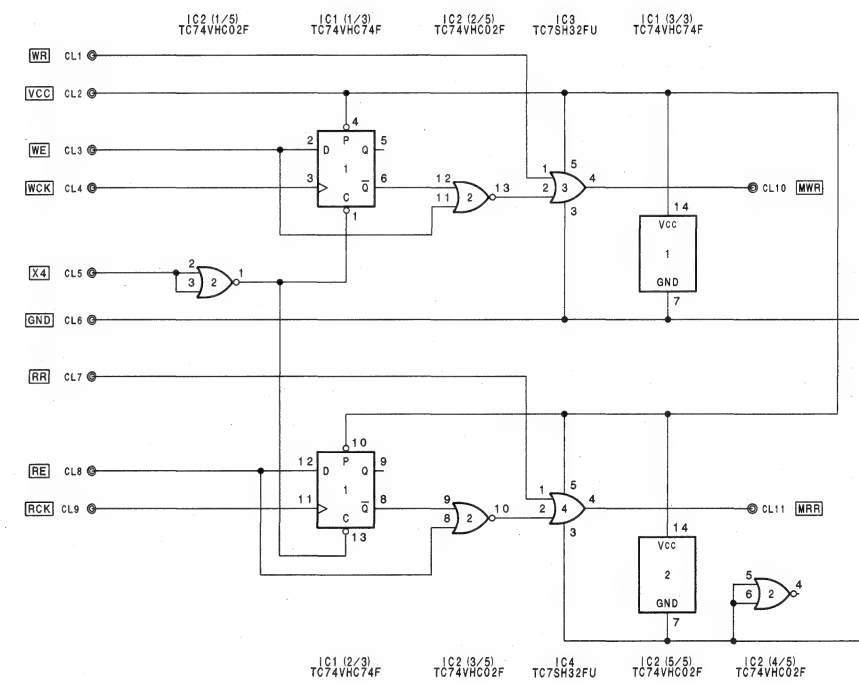 IC2 (1/5) IC1 (1/3) IC2 (2/5) IC3 IC1 (3/3)
TC74VHC02F TC74VHC74F TC74VHC02F TC7SH32FU TC74VHC74F
WR CL1
VCC CL2
4
5
2 D P Q 5
WE CL3
1
1 4
14
12
3 Q 6
2 13
2 3
WCK CL4
CL10 MWR
11
C
3
1
Vcc
1
2
X4 CL5
3 2 1
GND
7
GND CL6
RR CL7
10
5
12 D P Q 9
RE CL8
1
1 4
14
9
11 Q 8
2 10
2 4
RCK CL9
CL11 MRR
8
C
3
13
Vcc
2
5
6 2 4
GND
7
IC1 (2/3) IC2 (3/5) IC4 IC2 (5/5) IC2 (4/5)
TC74VHC74F TC74VHC02F TC7SH32FU TC74VHC02F TC74VHC02F